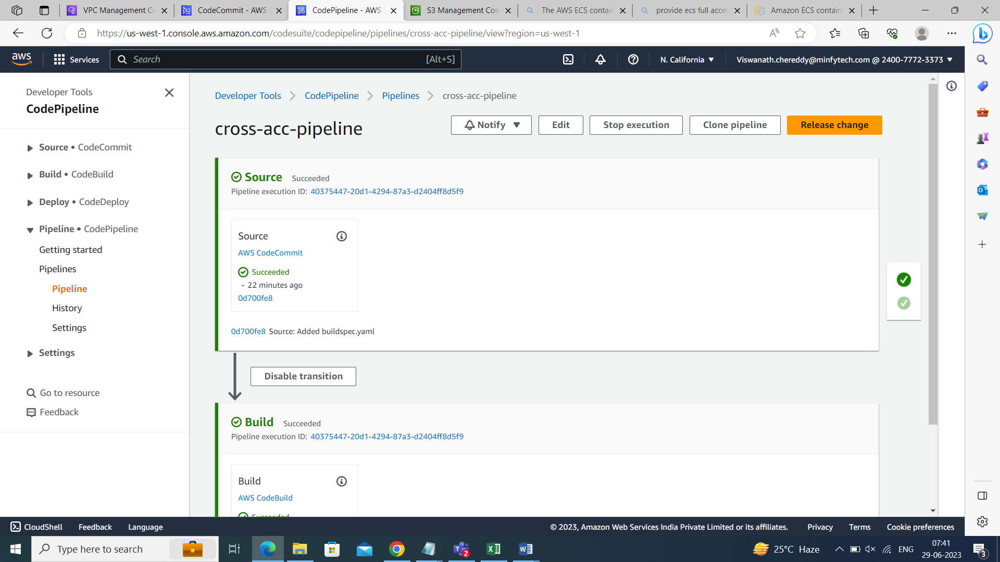 VPC Management Co
CodeCommit - AWS
CodePipeline - AWS
S3 Management Con
The AWS ECS contain
provide ecs full acces
Amazon ECS contain
https://us-west-1.console.aws.amazon.com/codesuite/codepipeline/pipelines/cross-acc-pipeline/view?region=us-west-1
aws
Services
Search
[Alt+S]
N. California
Viswanath.chereddy@minfytech.com @ 2400-7772-3373
Developer Tools
CodePipeline
Source • CodeCommit
Build • CodeBuild
Deploy • CodeDeploy
Pipeline • CodePipeline
Getting started
Pipelines
Pipeline
History
Settings
Settings
Go to resource
Feedback
Developer Tools
CodePipeline
Pipelines
cross-acc-pipeline
cross-acc-pipeline
Notify
Edit
Stop execution
Clone pipeline
Release change
Source Succeeded
Pipeline execution ID: 40375447-20d1-4294-87a3-d2404ff8d5f9
Source
AWS CodeCommit
Succeeded
- 22 minutes ago
0d700fe8
0d700fe8 Source: Added buildspec.yaml
Disable transition
Build Succeeded
Pipeline execution ID: 40375447-20d1-4294-87a3-d2404ff8d5f9
Build
AWS CodeBuild
Succeeded
CloudShell
Feedback
Language
© 2023, Amazon Web Services India Private Limited or its affiliates.
Privacy
Terms
Cookie preferences
Type here to search
2
25°C Haze
ENG
07:41
29-06-2023
3